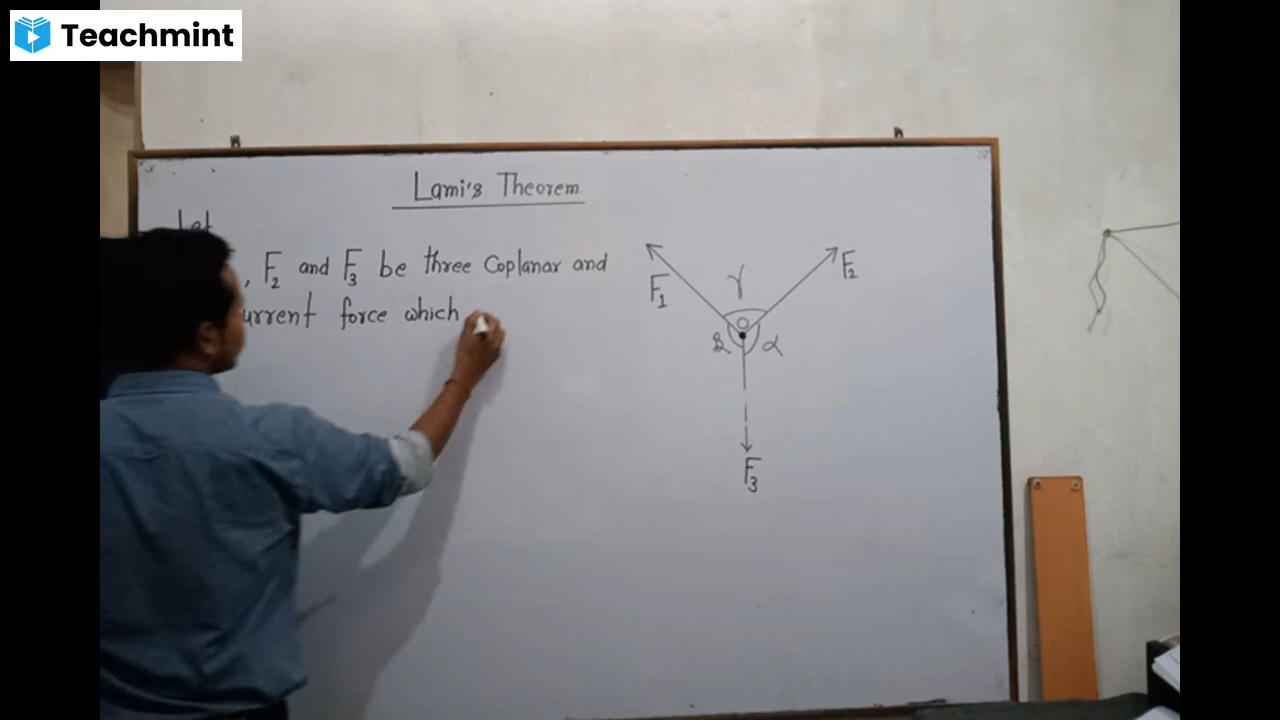 Teachmint
Lami's Theorem
Let
, F2 and F3 be three Coplanar and
urrent force which
F1
γ
F2
α
F3